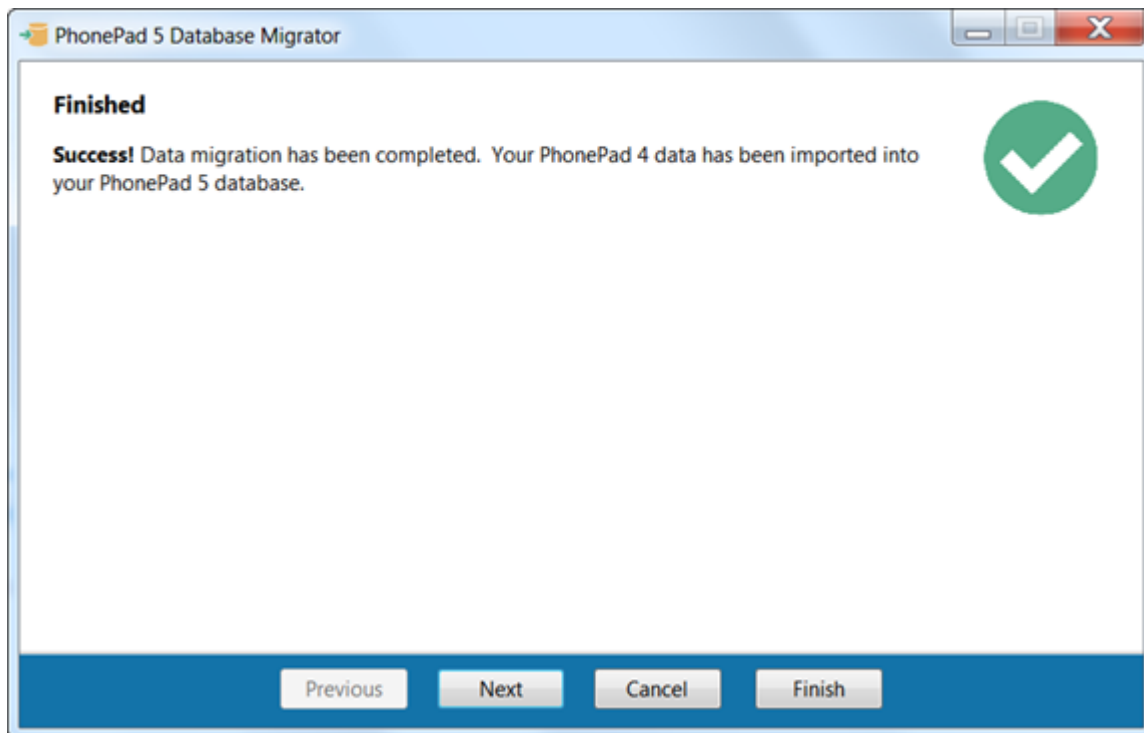 PhonePad 5 Database Migrator
Finished
Success! Data migration has been completed.  Your PhonePad 4 data has been imported into
your PhonePad 5 database.
Previous
Next
Cancel
Finish